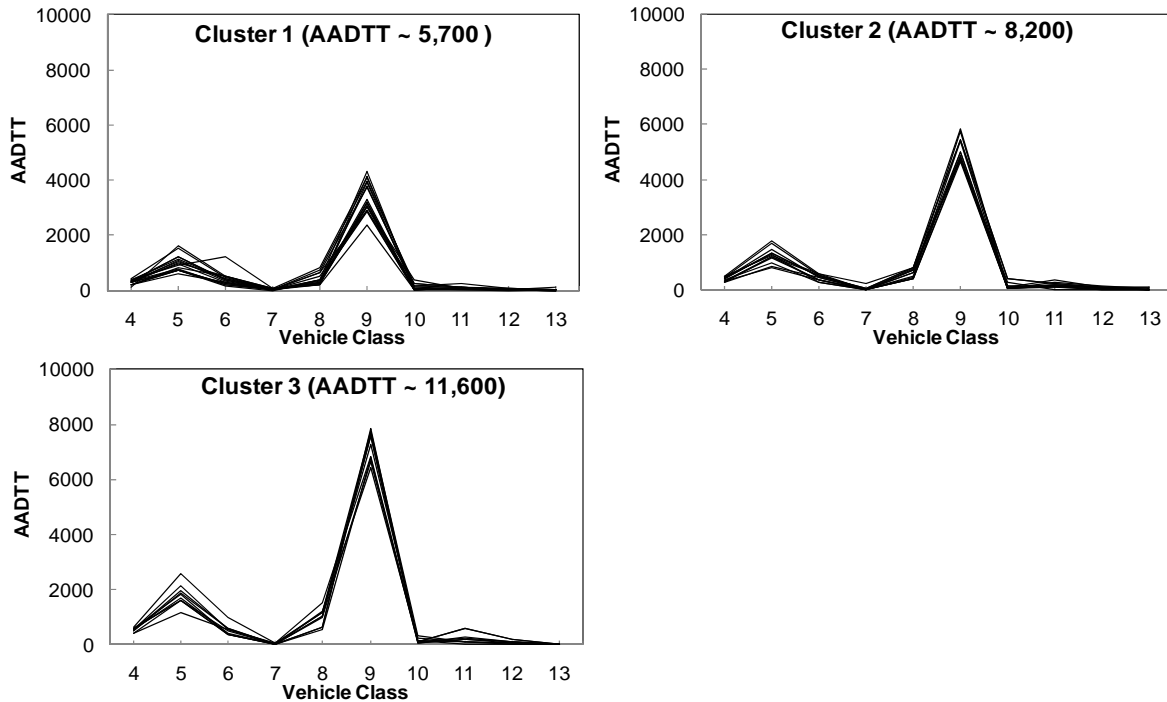 Cluster 1 (AADTT ~ 5,700 )
10000
8000
6000
4000
2000
0
AADTT
4 5 6 7 8 9 10 11 12 13
Vehicle Class
Cluster 2 (AADTT ~ 8,200)
10000
8000
6000
4000
2000
0
AADTT
4 5 6 7 8 9 10 11 12 13
Vehicle Class
Cluster 3 (AADTT ~ 11,600)
10000
8000
6000
4000
2000
0
AADTT
4 5 6 7 8 9 10 11 12 13
Vehicle Class